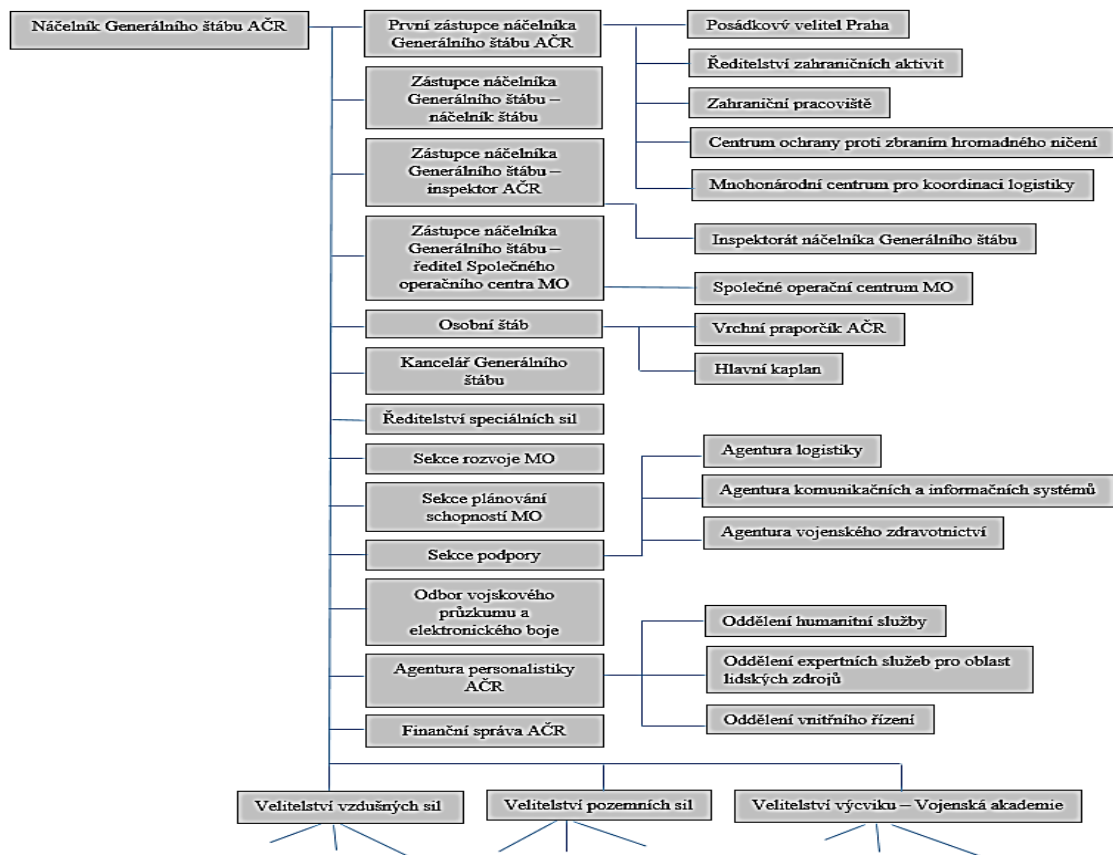 Náčelník Generálního štábu AČR
První zástupce náčelníka
Generálního štábu AČR
Zástupce náčelníka
Generálního štábu –
náčelník štábu
Zástupce náčelníka
Generálního štábu –
inspektor AČR
Zástupce náčelníka
Generálního štábu –
ředitel Společného
operačního centra MO
Osobní štáb
Kancelář Generálního
štábu
Ředitelství speciálních sil
Sekce rozvoje MO
Sekce plánování
schopností MO
Sekce podpory
Odbor vojskového
průzkumu a
elektronického boje
Agentura personalistiky
AČR
Finanční správa AČR
Posádkový velitel Praha
Ředitelství zahraničních aktivit
Zahraniční pracoviště
Centrum ochrany proti zbraním hromadného ničení
Mnohonárodní centrum pro koordinaci logistiky
Inspektorát náčelníka Generálního štábu
Společné operační centrum MO
Vrchní praporčík AČR
Hlavní kaplan
Agentura logistiky
Agentura komunikačních a informačních systémů
Agentura vojenského zdravotnictví
Oddělení humanitní služby
Oddělení expertních služeb pro oblast
lidských zdrojů
Oddělení vnitřního řízení
Velitelství vzdušných sil
Velitelství pozemních sil
Velitelství výcviku – Vojenská akademie